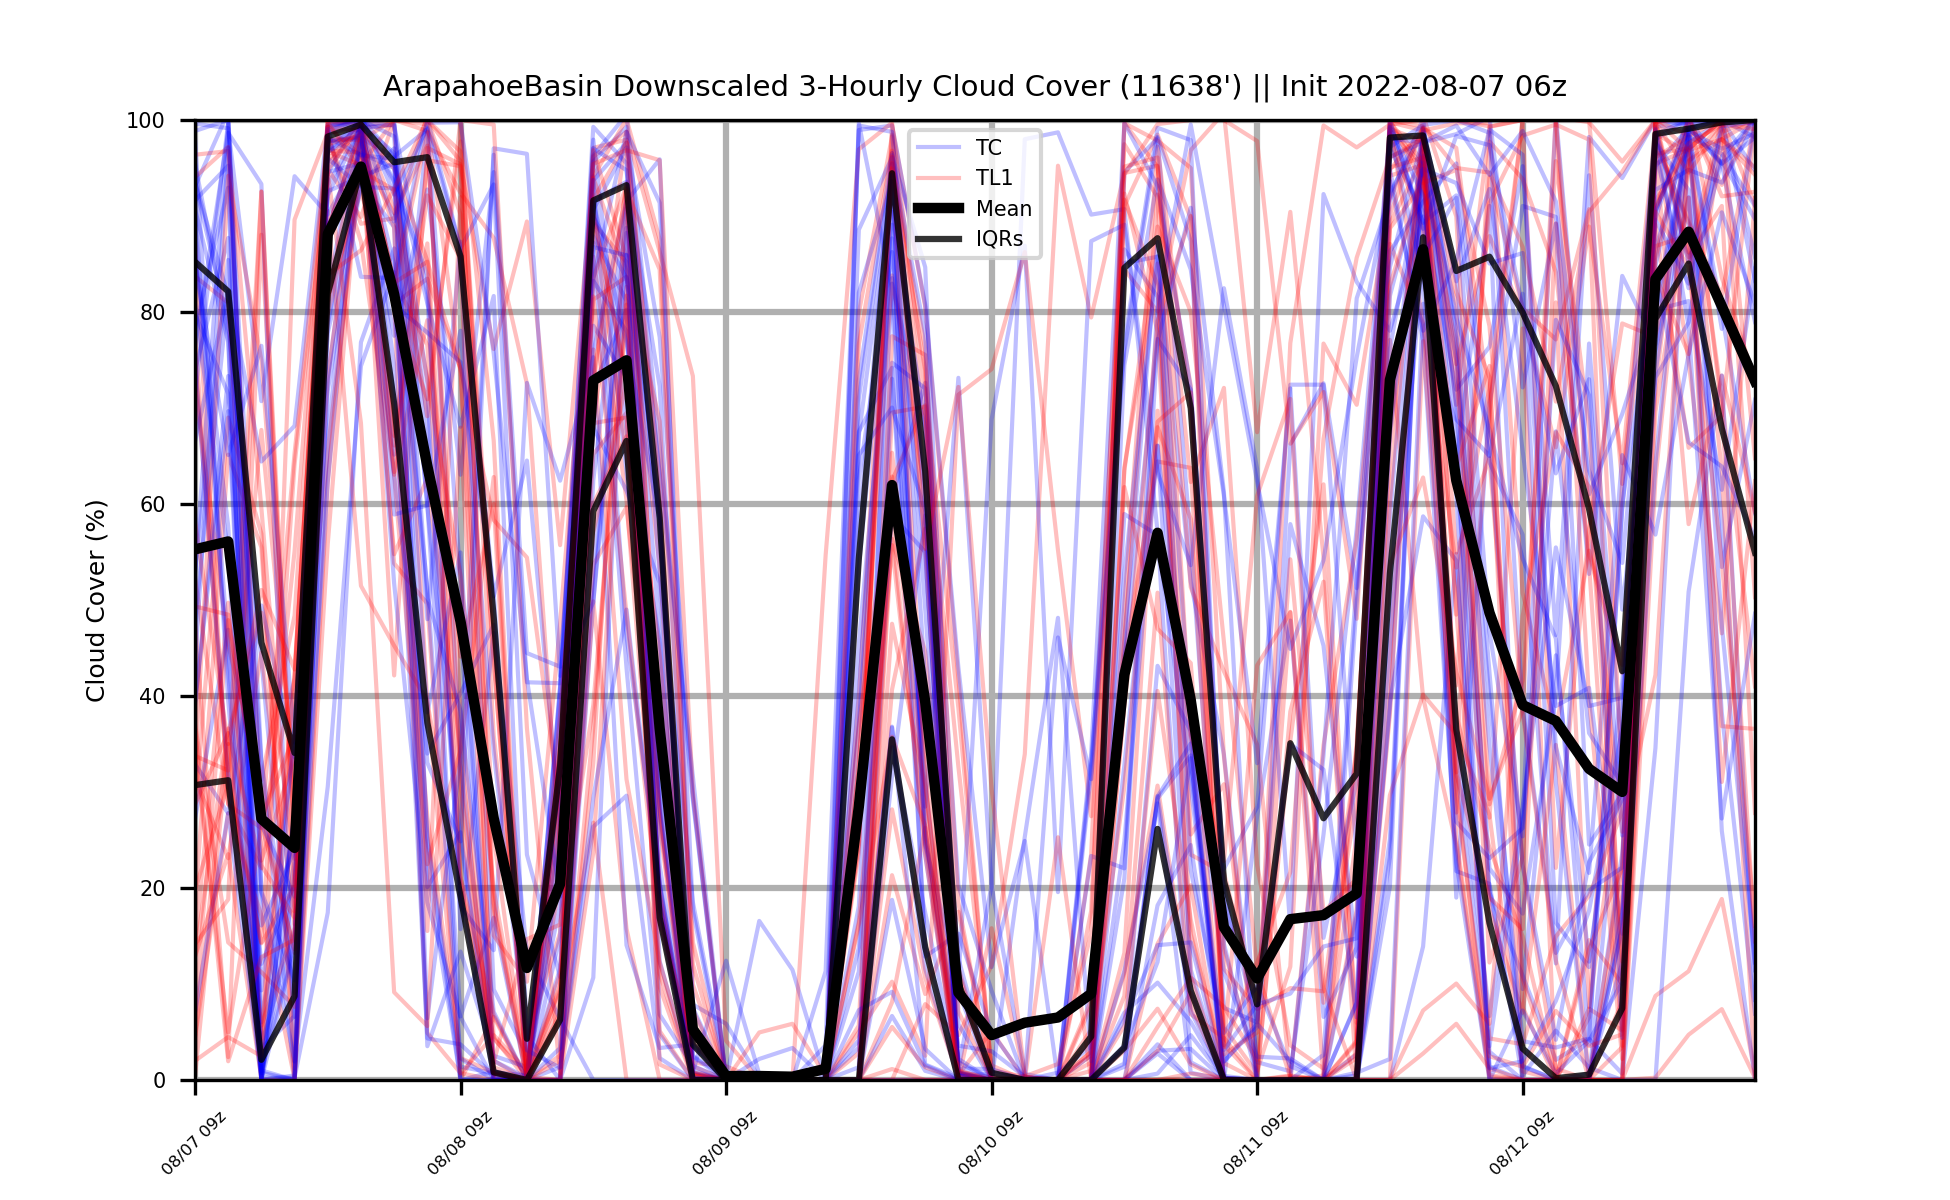 ArapahoeBasin Downscaled 3-Hourly Cloud Cover (11638') || Init 2022-08-07 06z
TC
TL1
Mean
IQRs
Cloud Cover (%)
100
80
60
40
20
0
08/07 09z
08/08 09z
08/09 09z
08/10 09z
08/11 09z
08/12 09z